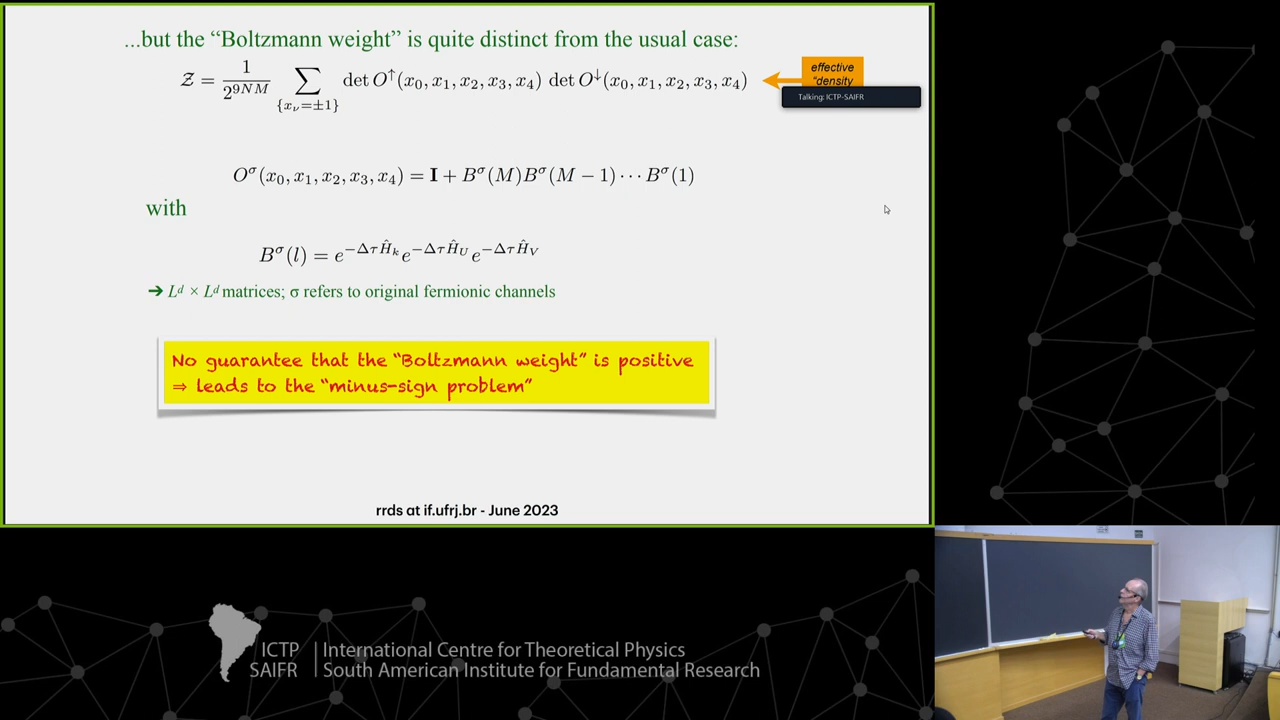 ...but the “Boltzmann weight” is quite distinct from the usual case:
𝒵 = 1/2^{9NM} ∑_{{x_ν=±1}} det O^↑(x₀, x₁, x₂, x₃, x₄) det O^↓(x₀, x₁, x₂, x₃, x₄)
effective
“density
Talking: ICTP-SAIFR
O^σ(x₀, x₁, x₂, x₃, x₄) = I + B^σ(M)B^σ(M − 1) ··· B^σ(1)
with
B^σ(l) = e^{−Δτ Ĥ_k} e^{−Δτ Ĥ_U} e^{−Δτ Ĥ_V}
➔ L^d × L^d matrices; σ refers to original fermionic channels
No guarantee that the “Boltzmann weight” is positive
⇒ leads to the “minus-sign problem”
rrds at if.ufrj.br - June 2023
ICTP | International Centre for Theoretical Physics
SAIFR | South American Institute for Fundamental Research